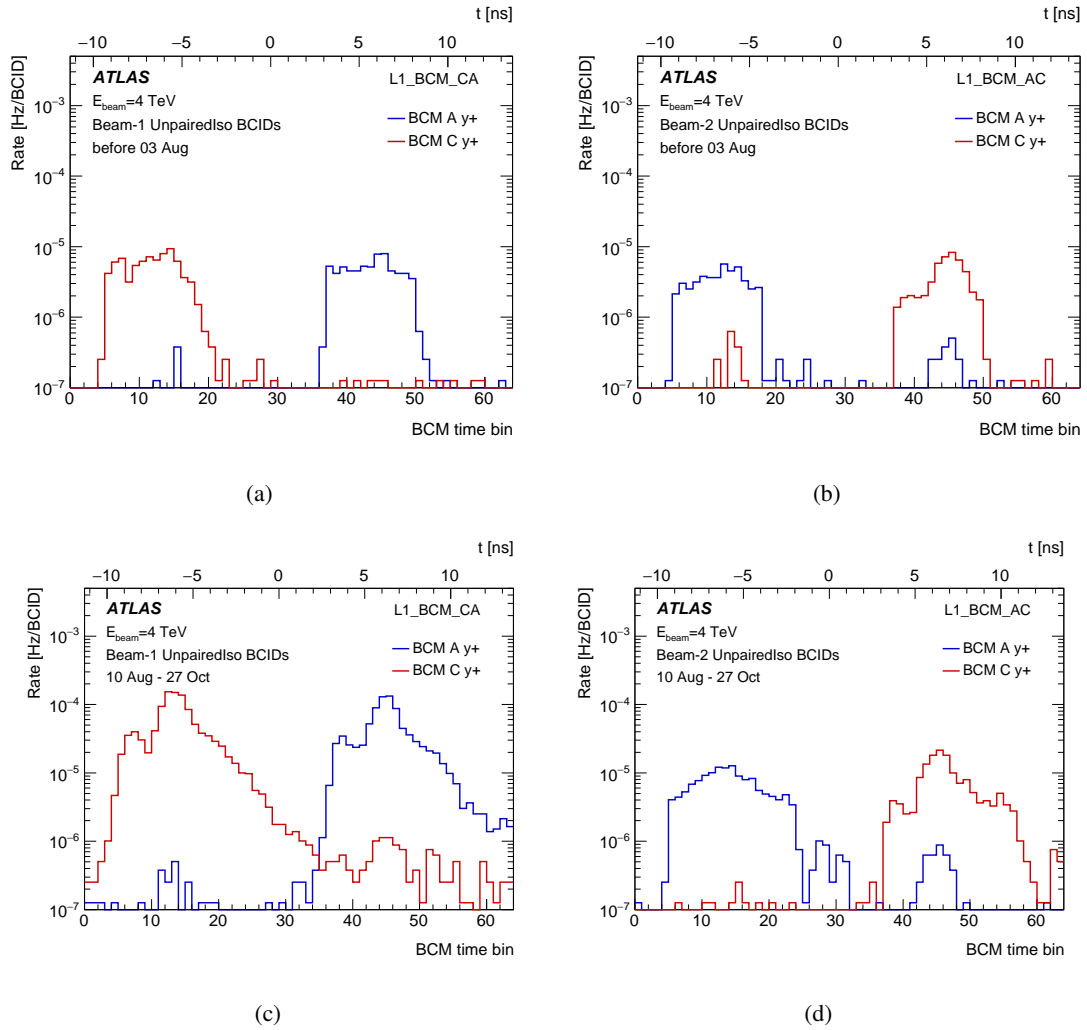 t [ns]
−10 −5 0 5 10
Rate [Hz/BCID]
ATLAS
L1_BCM_CA
E_beam=4 TeV
Beam-1 UnpairedIso BCIDs
before 03 Aug
BCM A y+
BCM C y+
10⁻³
10⁻⁴
10⁻⁵
10⁻⁶
10⁻⁷
0 10 20 30 40 50 60
BCM time bin
(a)
t [ns]
−10 −5 0 5 10
Rate [Hz/BCID]
ATLAS
L1_BCM_AC
E_beam=4 TeV
Beam-2 UnpairedIso BCIDs
before 03 Aug
BCM A y+
BCM C y+
10⁻³
10⁻⁴
10⁻⁵
10⁻⁶
10⁻⁷
0 10 20 30 40 50 60
BCM time bin
(b)
t [ns]
−10 −5 0 5 10
Rate [Hz/BCID]
ATLAS
L1_BCM_CA
E_beam=4 TeV
Beam-1 UnpairedIso BCIDs
10 Aug - 27 Oct
BCM A y+
BCM C y+
10⁻³
10⁻⁴
10⁻⁵
10⁻⁶
10⁻⁷
0 10 20 30 40 50 60
BCM time bin
(c)
t [ns]
−10 −5 0 5 10
Rate [Hz/BCID]
ATLAS
L1_BCM_AC
E_beam=4 TeV
Beam-2 UnpairedIso BCIDs
10 Aug - 27 Oct
BCM A y+
BCM C y+
10⁻³
10⁻⁴
10⁻⁵
10⁻⁶
10⁻⁷
0 10 20 30 40 50 60
BCM time bin
(d)